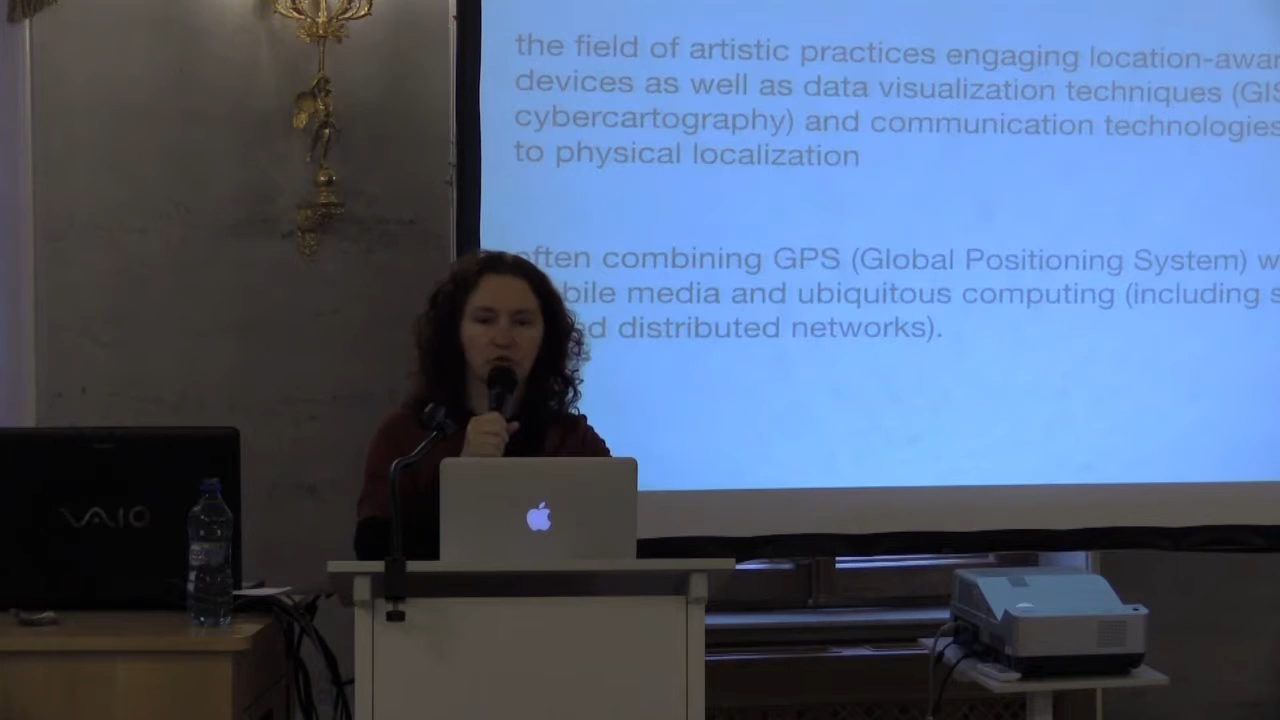 the field of artistic practices engaging location-awar
devices as well as data visualization techniques (GIS
cybercartography) and communication technologies
to physical localization
often combining GPS (Global Positioning System) w
bile media and ubiquitous computing (including s
d distributed networks).
VAIO